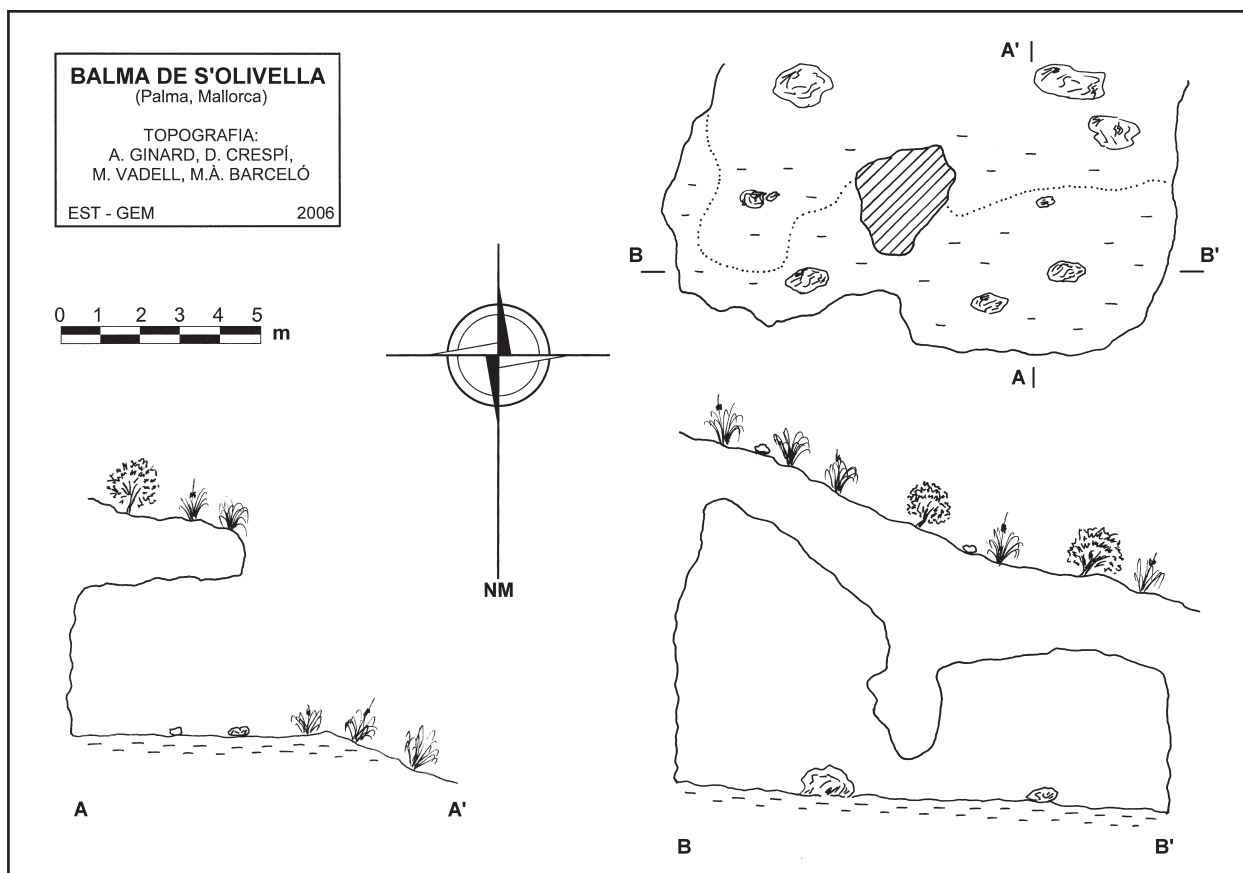 BALMA DE S'OLIVELLA
(Palma, Mallorca)
TOPOGRAFIA:
A. GINARD, D. CRESPÍ,
M. VADELL, M.À. BARCELÓ
EST - GEM 2006
0 1 2 3 4 5 m
NM
A'
B B'
A
A A'
B B'